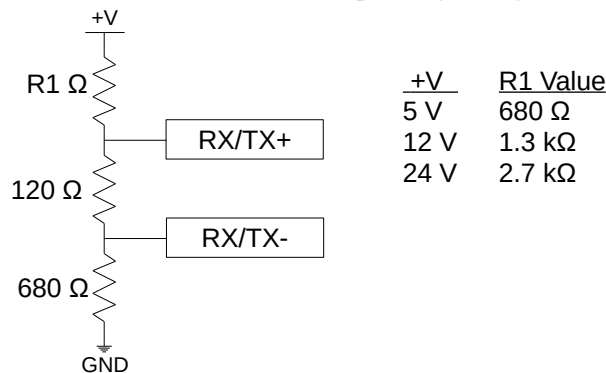 +V
R1 Ω
RX/TX+
120 Ω
RX/TX-
680 Ω
GND
+V R1 Value
5 V 680 Ω
12 V 1.3 kΩ
24 V 2.7 kΩ